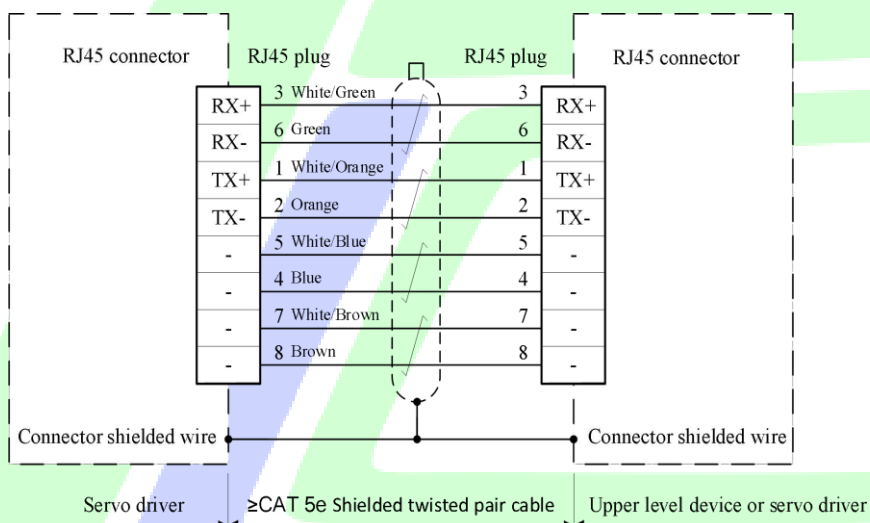 RJ45 connector RJ45 plug RJ45 plug RJ45 connector
RX+ 3 White/Green 3 RX+
RX- 6 Green 6 RX-
TX+ 1 White/Orange 1 TX+
TX- 2 Orange 2 TX-
- 5 White/Blue 5 -
- 4 Blue 4 -
- 7 White/Brown 7 -
- 8 Brown 8 -
Connector shielded wire Connector shielded wire
Servo driver ≥CAT 5e Shielded twisted pair cable Upper level device or servo driver